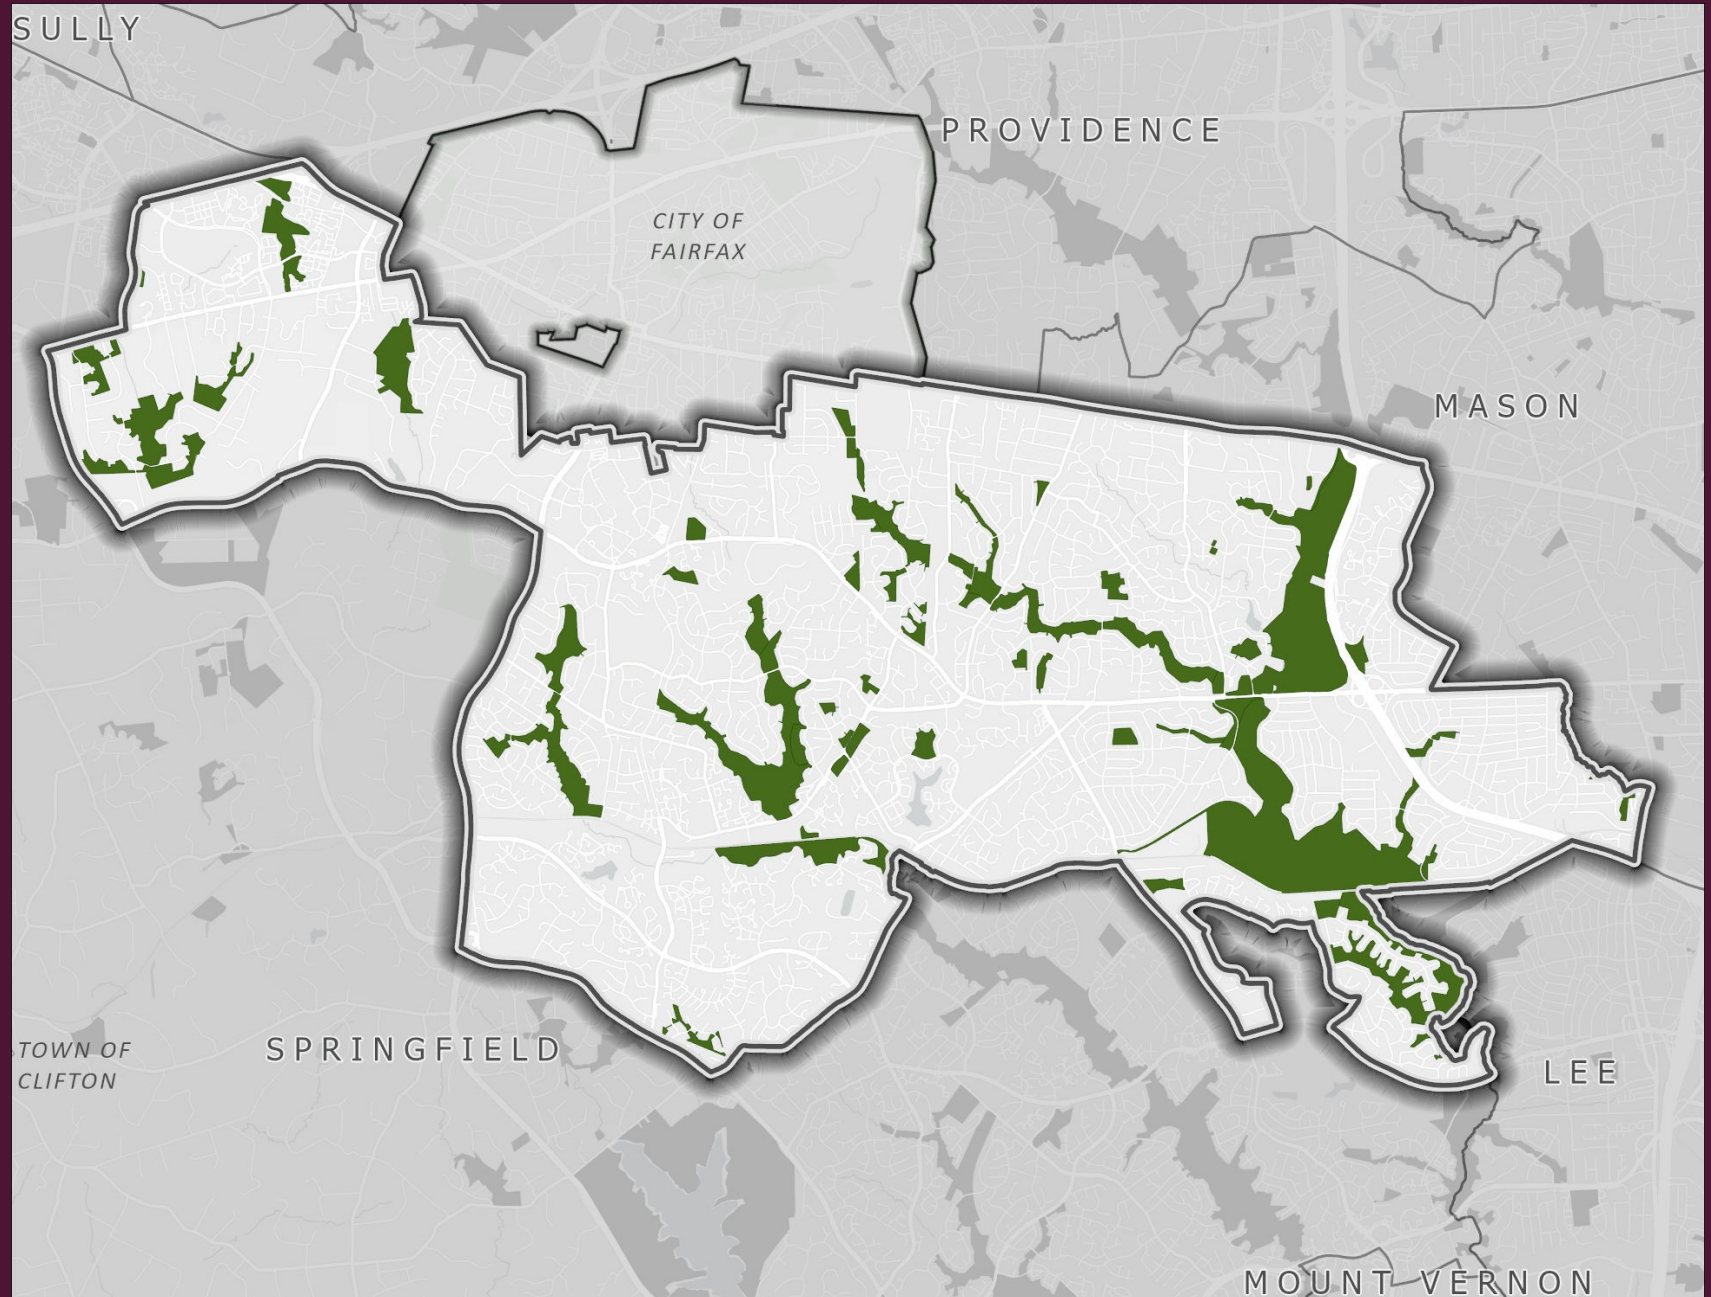 SULLY
PROVIDENCE
CITY OF
FAIRFAX
MASON
TOWN OF
CLIFTON
SPRINGFIELD
LEE
MOUNT VERNON